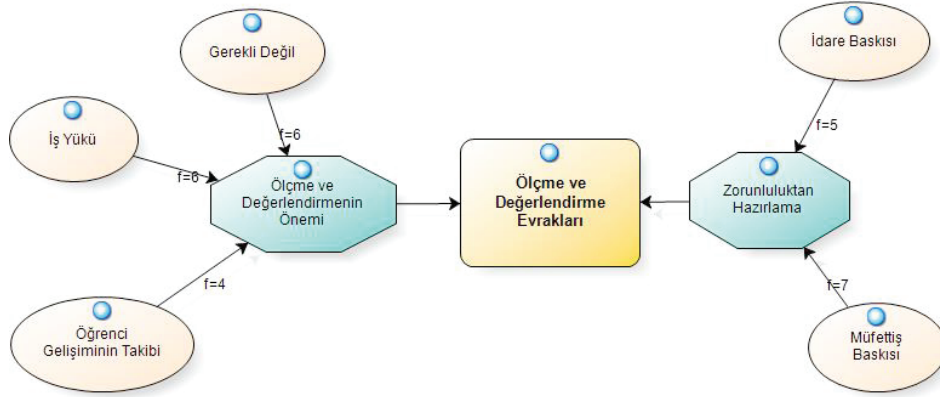 Gerekli Değil
İdare Baskısı
f=6
f=5
İş Yükü
f=6
Ölçme ve
Değerlendirmenin
Önemi
Ölçme ve
Değerlendirme
Evrakları
Zorunluluktan
Hazırlama
f=4
f=7
Öğrenci
Gelişiminin Takibi
Müfettiş
Baskısı